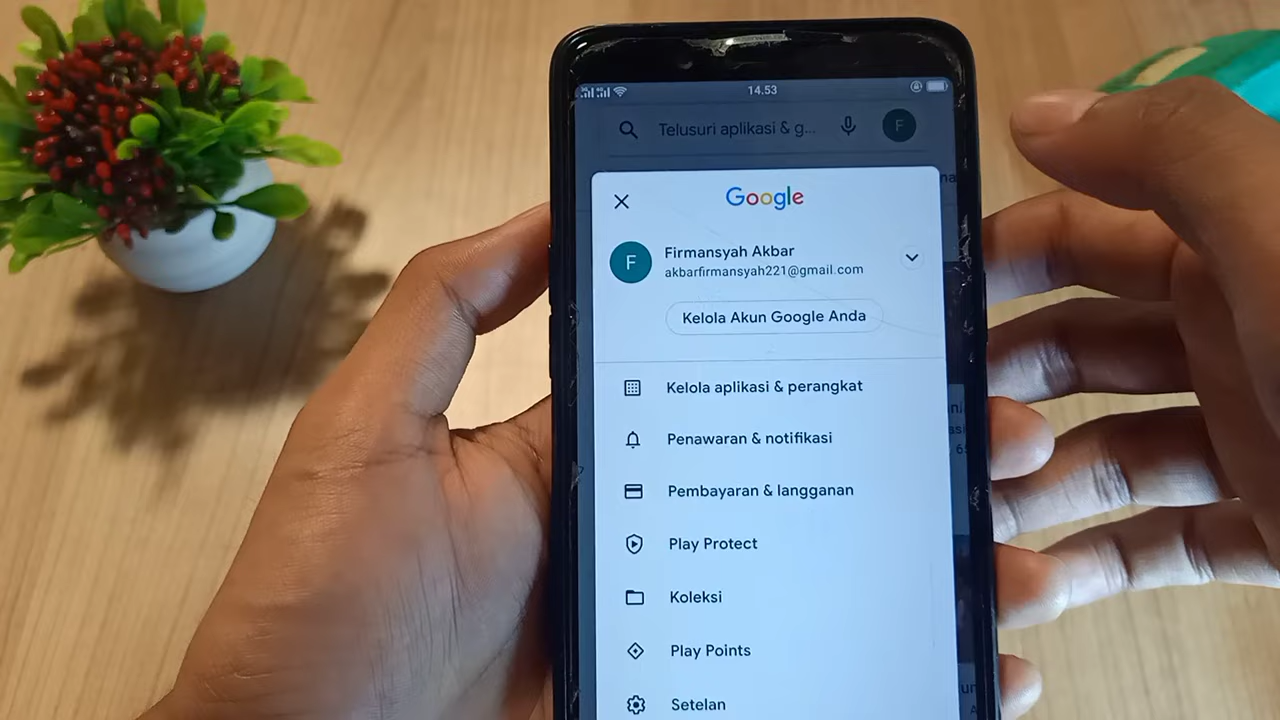 14.53
Telusuri aplikasi & g...
F
Google
F
Firmansyah Akbar
akbarfirmansyah221@gmail.com
Kelola Akun Google Anda
Kelola aplikasi & perangkat
Penawaran & notifikasi
Pembayaran & langganan
Play Protect
Koleksi
Play Points
Setelan